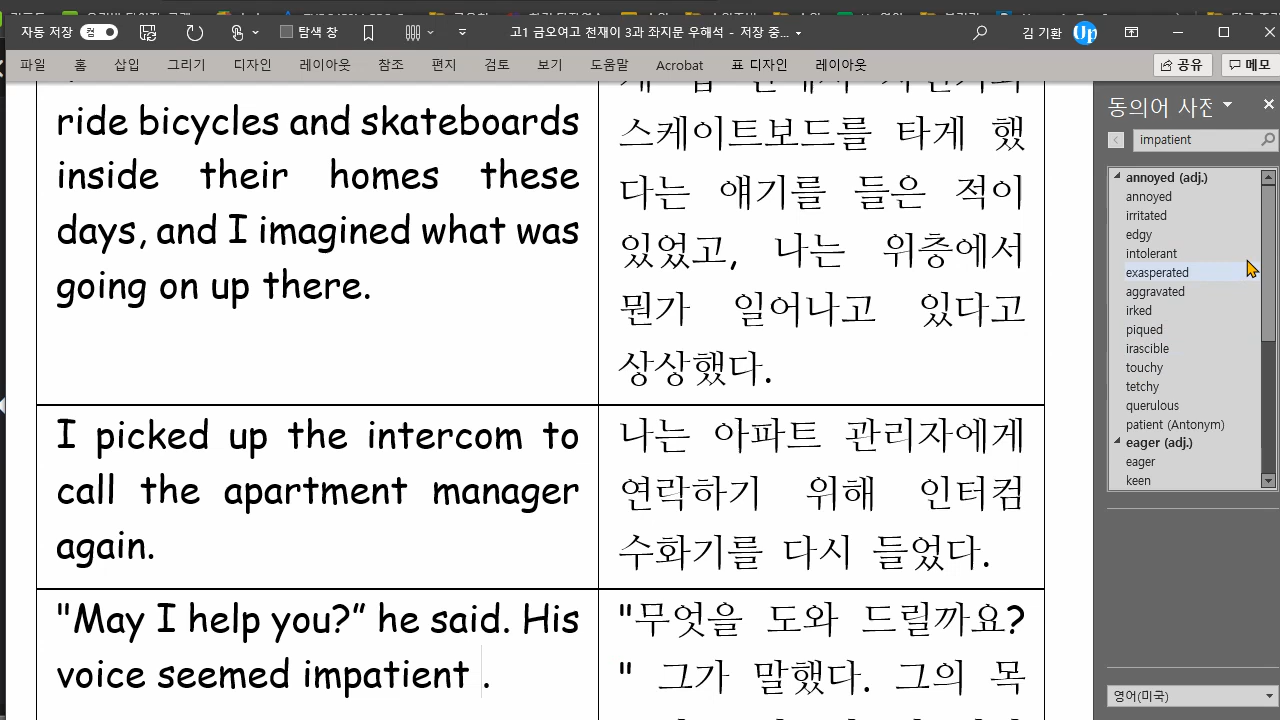 자동 저장
컴
탐색 창
고1 금오여고 천재이 3과 좌지문 우해석 - 저장 중...
김 기환
Up
파일 홈 삽입 그리기 디자인 레이아웃 참조 편지 검토 보기 도움말 Acrobat 표 디자인 레이아웃
공유 메모
ride bicycles and skateboards
inside their homes these
days, and I imagined what was
going on up there.
스케이트보드를 타게 했
다는 얘기를 들은 적이
있었고, 나는 위층에서
뭔가 일어나고 있다고
상상했다.
I picked up the intercom to
call the apartment manager
again.
나는 아파트 관리자에게
연락하기 위해 인터컴
수화기를 다시 들었다.
"May I help you?” he said. His
voice seemed impatient .
"무엇을 도와 드릴까요?
" 그가 말했다. 그의 목
동의어 사전
impatient
annoyed (adj.)
annoyed
irritated
edgy
intolerant
exasperated
aggravated
irked
piqued
irascible
touchy
tetchy
querulous
patient (Antonym)
eager (adj.)
eager
keen
영어(미국)